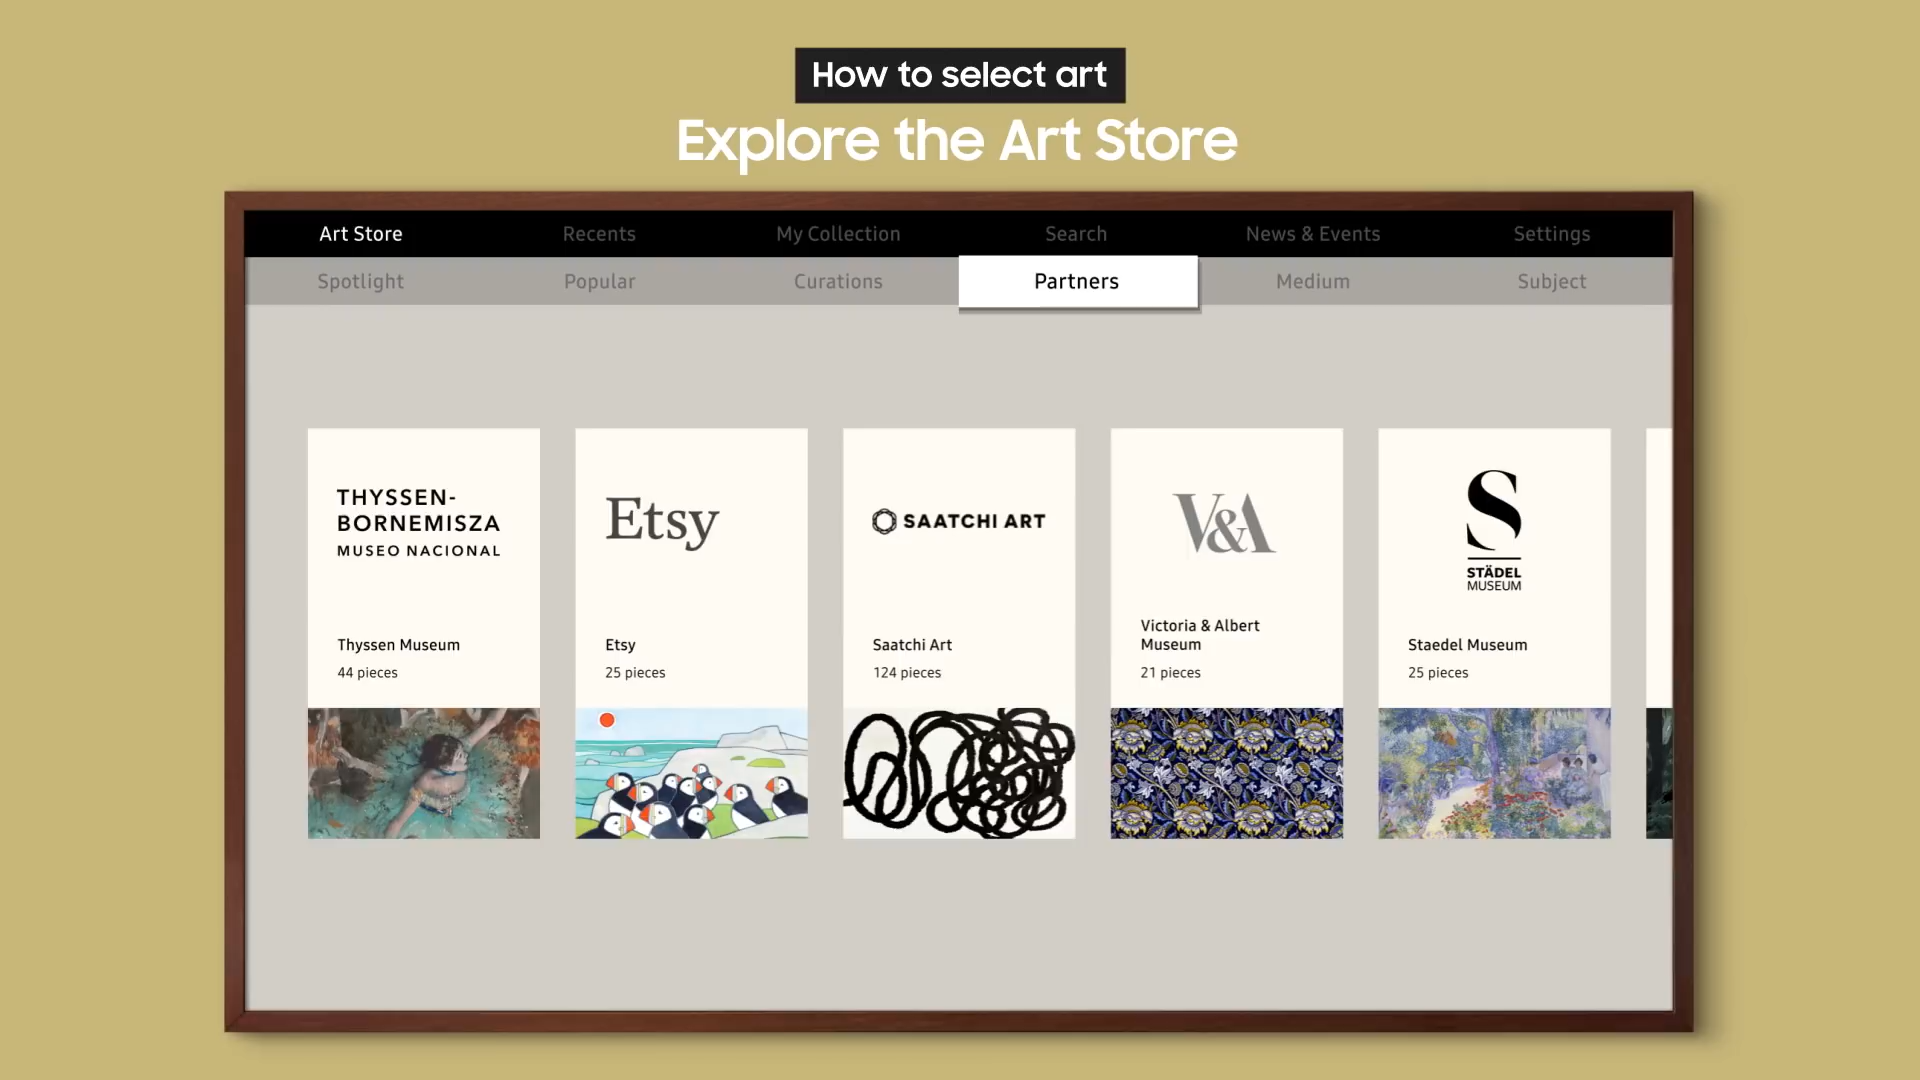 How to select art
Explore the Art Store
Art Store
Recents
My Collection
Search
News & Events
Settings
Spotlight
Popular
Curations
Partners
Medium
Subject
THYSSEN-
BORNEMISZA
MUSEO NACIONAL
Thyssen Museum
44 pieces
Etsy
Etsy
25 pieces
SAATCHI ART
Saatchi Art
124 pieces
V&A
Victoria & Albert
Museum
21 pieces
S
STÄDEL
MUSEUM
Staedel Museum
25 pieces